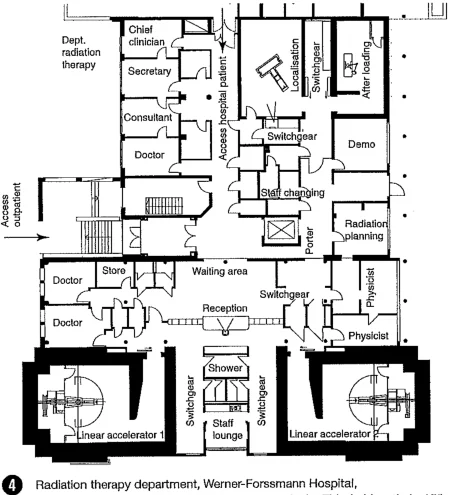 Dept.
radiation
therapy
Chief
clinician
Secretary
Consultant
Doctor
Access hospital patient
Localisation
Switchgear
After loading
Switchgear
Demo
Staff changing
Access
outpatient
Porter
Radiation
planning
Doctor
Store
Waiting area
Switchgear
Physicist
Reception
Doctor
Physicist
Shower
Switchgear
Switchgear
Staff
lounge
Linear accelerator 1
Linear accelerator 2
4 Radiation therapy department, Werner-Forssmann Hospital,